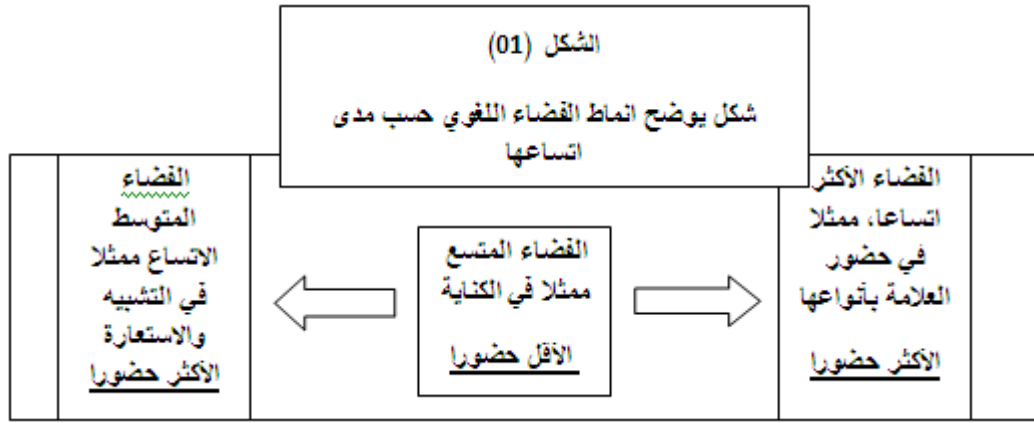 الشكل (01)
شكل يوضح انماط الفضاء اللغوي حسب مدى
اتساعها
الفضاء الأكثر
اتساعا، ممثلا
في حضور
العلامة بأنواعها
الأكثر حضورا
الفضاء المتسع
ممثلا في الكناية
الأقل حضورا
الفضاء
المتوسط
الاتساع ممثلا
في التشبيه
والاستعارة
الأكثر حضورا